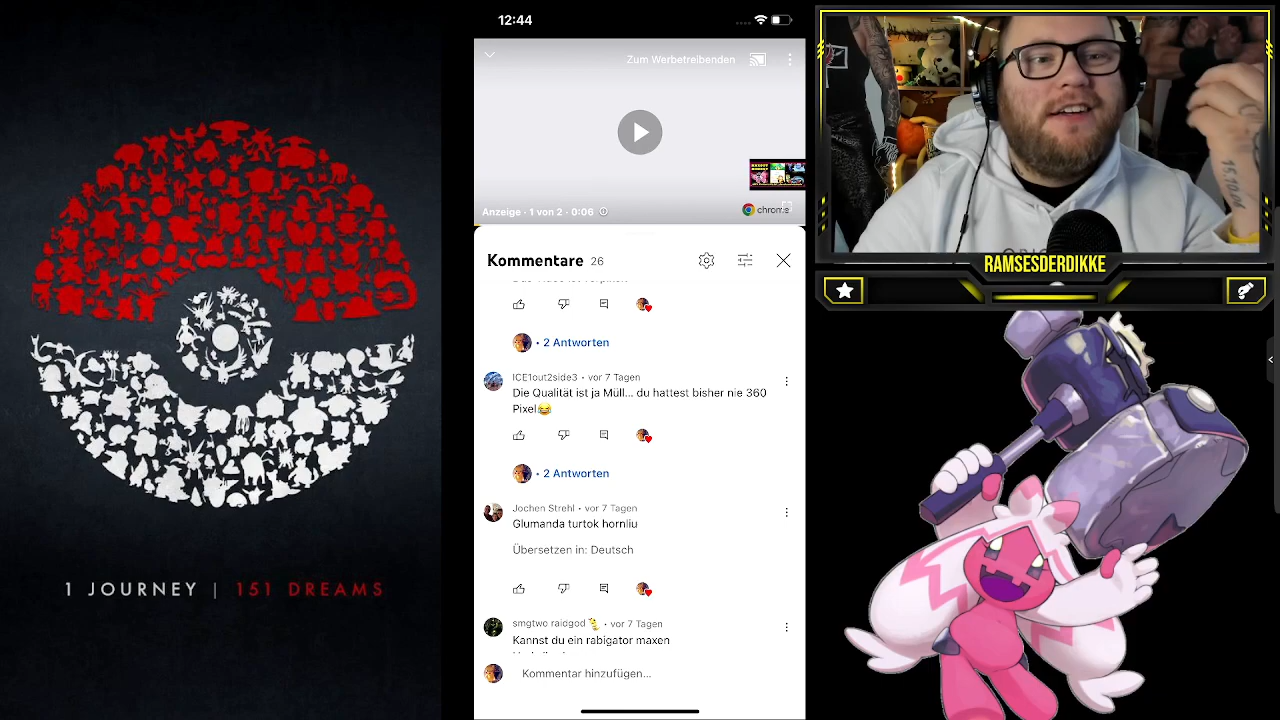 1 JOURNEY | 151 DREAMS
12:44
Zum Werbetreibenden
Anzeige · 1 von 2 · 0:06
chrome
Kommentare 26
• 2 Antworten
ICE1out2side3 • vor 7 Tagen
Die Qualität ist ja Müll... du hattest bisher nie 360
Pixel😂
• 2 Antworten
Jochen Strehl • vor 7 Tagen
Glumanda turtok hornliu
Übersetzen in: Deutsch
smgtwo raidgod • vor 7 Tagen
Kannst du ein rabigator maxen
Kommentar hinzufügen...
RAMSESDERDIKKE